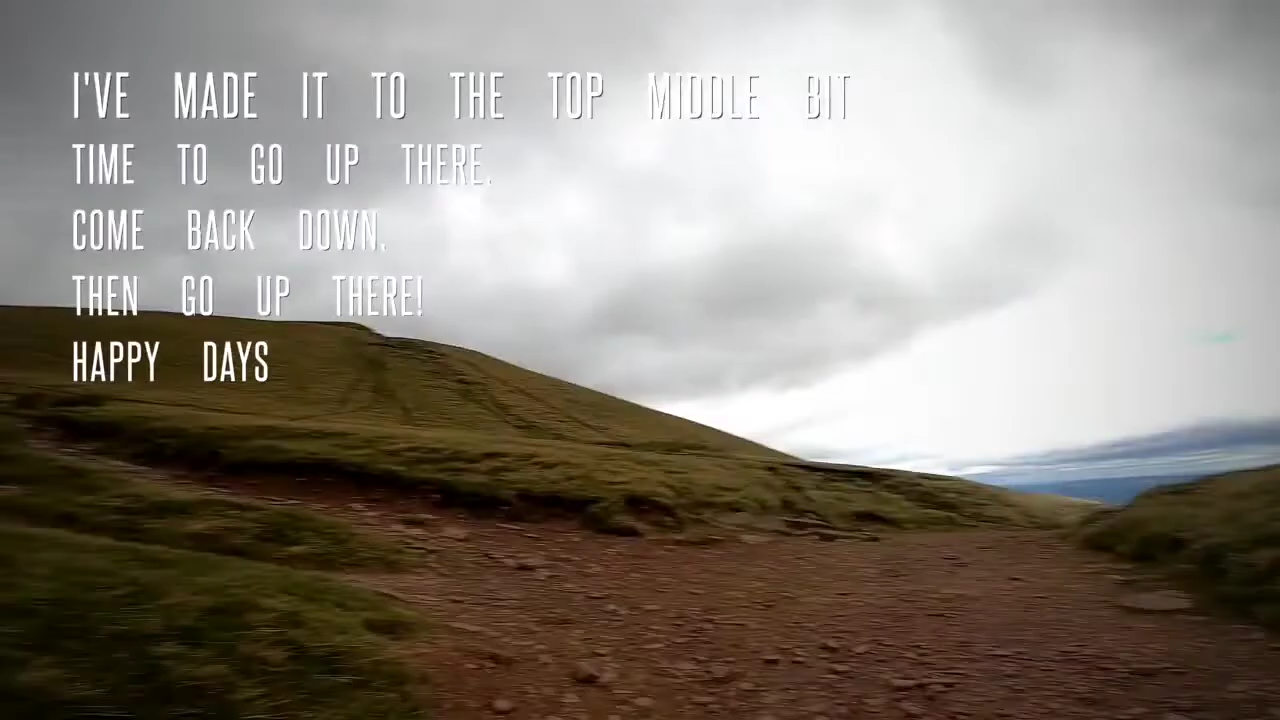 I'VE MADE IT TO THE TOP MIDDLE BIT
TIME TO GO UP THERE.
COME BACK DOWN.
THEN GO UP THERE!
HAPPY DAYS